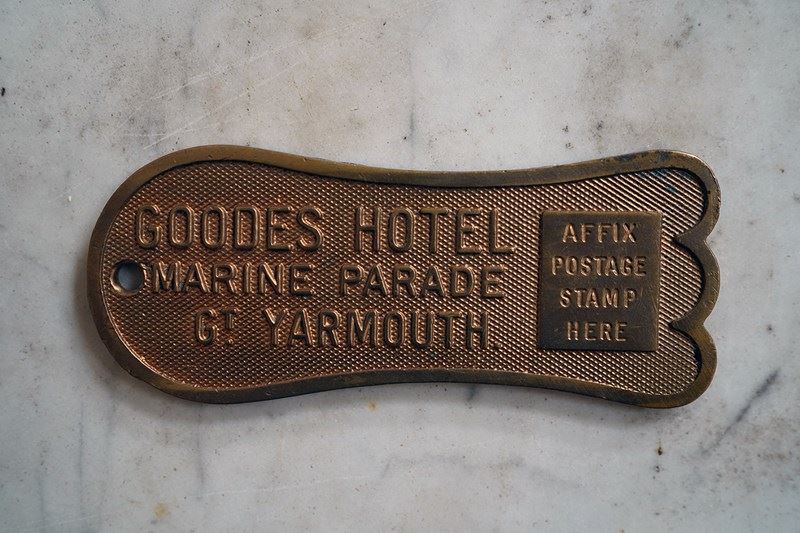 GOODES HOTEL
MARINE PARADE
GT YARMOUTH.
AFFIX
POSTAGE
STAMP
HERE